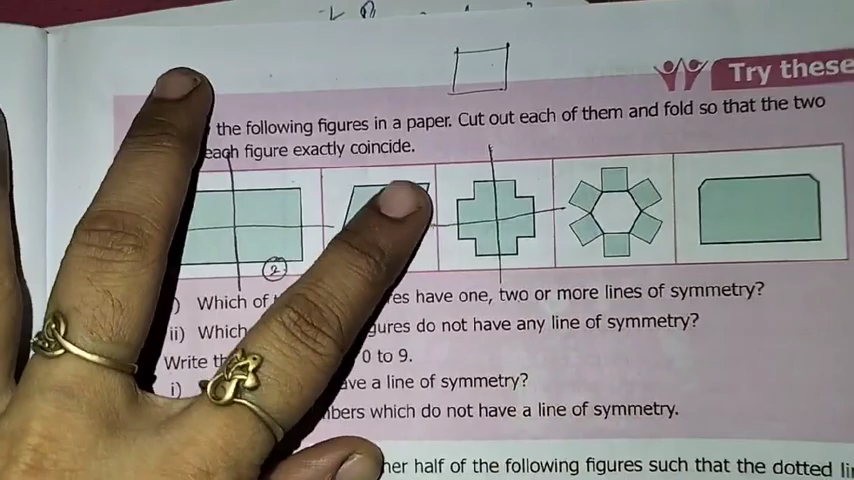 Try these
the following figures in a paper. Cut out each of them and fold so that the two
each figure exactly coincide.
2
) Which of es have one, two or more lines of symmetry?
ii) Which gures do not have any line of symmetry?
Write 0 to 9.
i) ave a line of symmetry?
bers which do not have a line of symmetry.
her half of the following figures such that the dotted